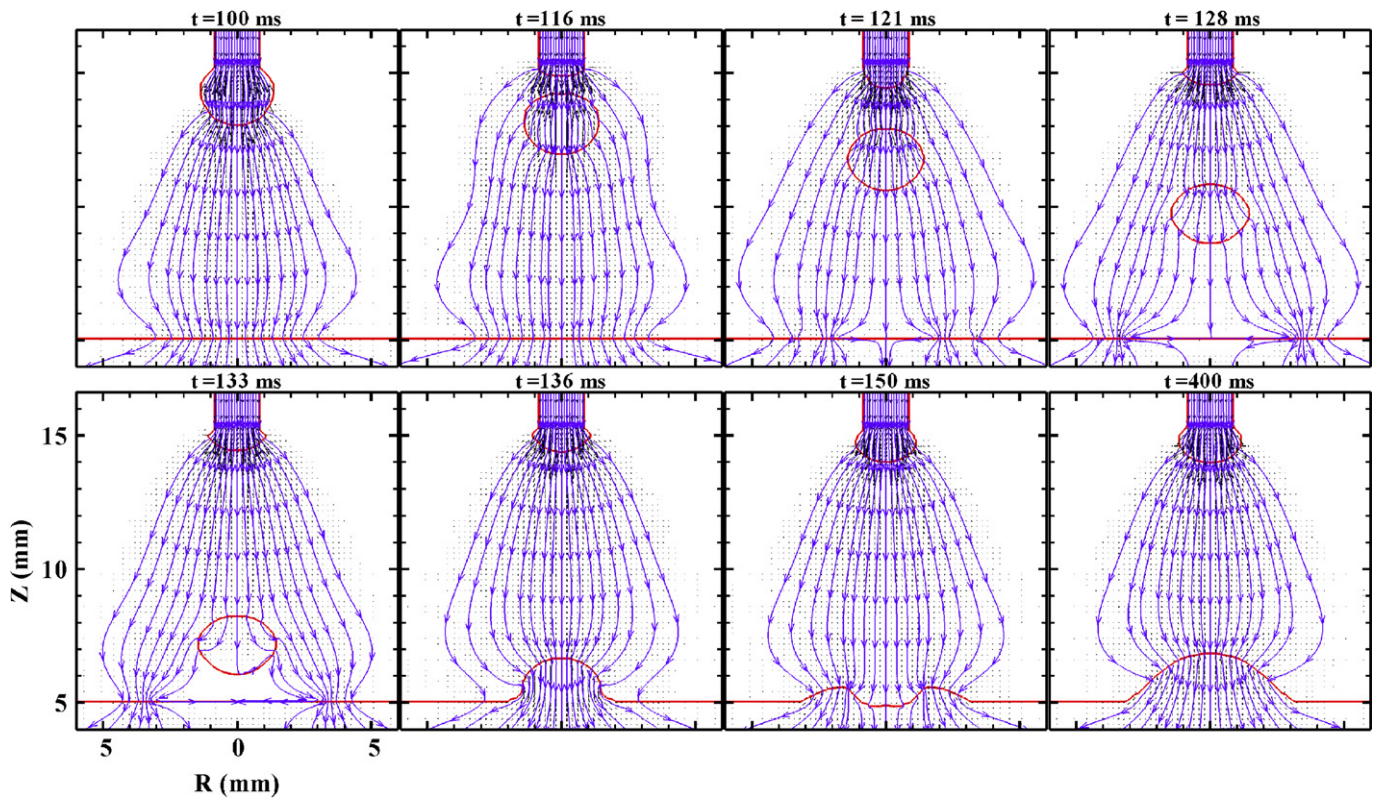 t =100 ms
t =116 ms
t =121 ms
t = 128 ms
t =133 ms
t =136 ms
t =150 ms
t =400 ms
15
10
5
Z (mm)
5 0 5
R (mm)